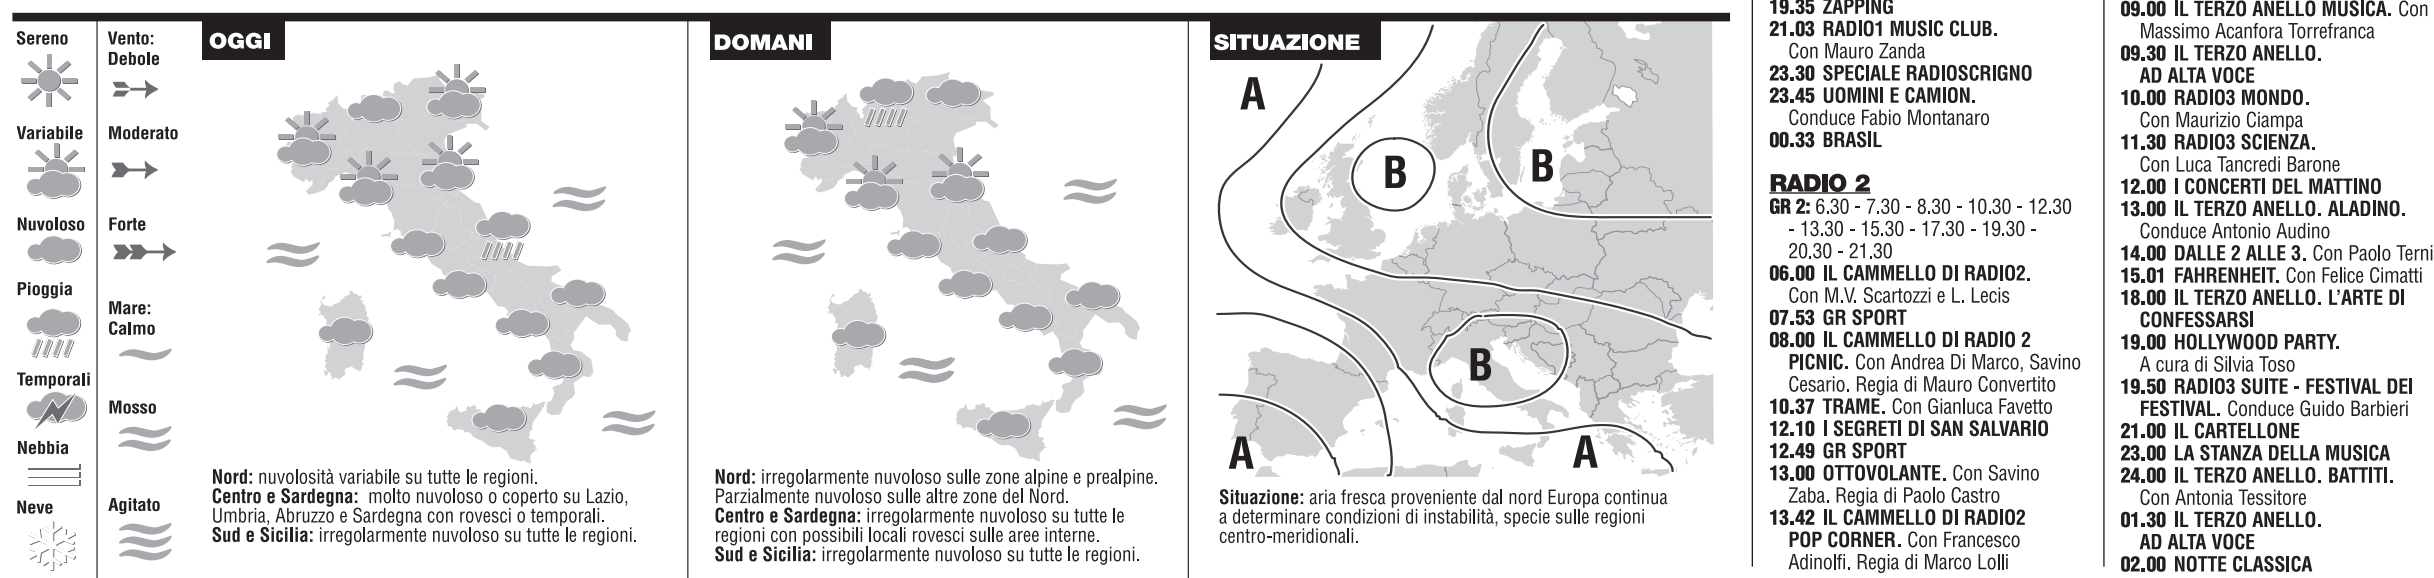 Sereno
Variabile
Nuvoloso
Pioggia
Temporali
Nebbia
Neve
Vento:
Debole
Moderato
Forte
Mare:
Calmo
Mosso
Agitato
OGGI
Nord: nuvolosità variabile su tutte le regioni.
Centro e Sardegna: molto nuvoloso o coperto su Lazio,
Umbria, Abruzzo e Sardegna con rovesci o temporali.
Sud e Sicilia: irregolarmente nuvoloso su tutte le regioni.
DOMANI
Nord: irregolarmente nuvoloso sulle zone alpine e prealpine.
Parzialmente nuvoloso sulle altre zone del Nord.
Centro e Sardegna: irregolarmente nuvoloso su tutte le
regioni con possibili locali rovesci sulle aree interne.
Sud e Sicilia: irregolarmente nuvoloso su tutte le regioni.
SITUAZIONE
A
B
B
B
A
A
Situazione: aria fresca proveniente dal nord Europa continua
a determinare condizioni di instabilità, specie sulle regioni
centro-meridionali.
19.35 ZAPPING
21.03 RADIO1 MUSIC CLUB.
Con Mauro Zanda
23.30 SPECIALE RADIOSCRIGNO
23.45 UOMINI E CAMION.
Conduce Fabio Montanaro
00.33 BRASIL
RADIO 2
GR 2: 6.30 - 7.30 - 8.30 - 10.30 - 12.30
- 13.30 - 15.30 - 17.30 - 19.30 -
20.30 - 21.30
06.00 IL CAMMELLO DI RADIO2.
Con M.V. Scartozzi e L. Lecis
07.53 GR SPORT
08.00 IL CAMMELLO DI RADIO 2
PICNIC. Con Andrea Di Marco, Savino
Cesario. Regia di Mauro Convertito
10.37 TRAME. Con Gianluca Favetto
12.10 I SEGRETI DI SAN SALVARIO
12.49 GR SPORT
13.00 OTTOVOLANTE. Con Savino
Zaba. Regia di Paolo Castro
13.42 IL CAMMELLO DI RADIO2
POP CORNER. Con Francesco
Adinolfi. Regia di Marco Lolli
09.00 IL TERZO ANELLO MUSICA. Con
Massimo Acanfora Torrefranca
09.30 IL TERZO ANELLO.
AD ALTA VOCE
10.00 RADIO3 MONDO.
Con Maurizio Ciampa
11.30 RADIO3 SCIENZA.
Con Luca Tancredi Barone
12.00 I CONCERTI DEL MATTINO
13.00 IL TERZO ANELLO. ALADINO.
Conduce Antonio Audino
14.00 DALLE 2 ALLE 3. Con Paolo Terni
15.01 FAHRENHEIT. Con Felice Cimatti
18.00 IL TERZO ANELLO. L'ARTE DI
CONFESSARSI
19.00 HOLLYWOOD PARTY.
A cura di Silvia Toso
19.50 RADIO3 SUITE - FESTIVAL DEI
FESTIVAL. Conduce Guido Barbieri
21.00 IL CARTELLONE
23.00 LA STANZA DELLA MUSICA
24.00 IL TERZO ANELLO. BATTITI.
Con Antonia Tessitore
01.30 IL TERZO ANELLO.
AD ALTA VOCE
02.00 NOTTE CLASSICA